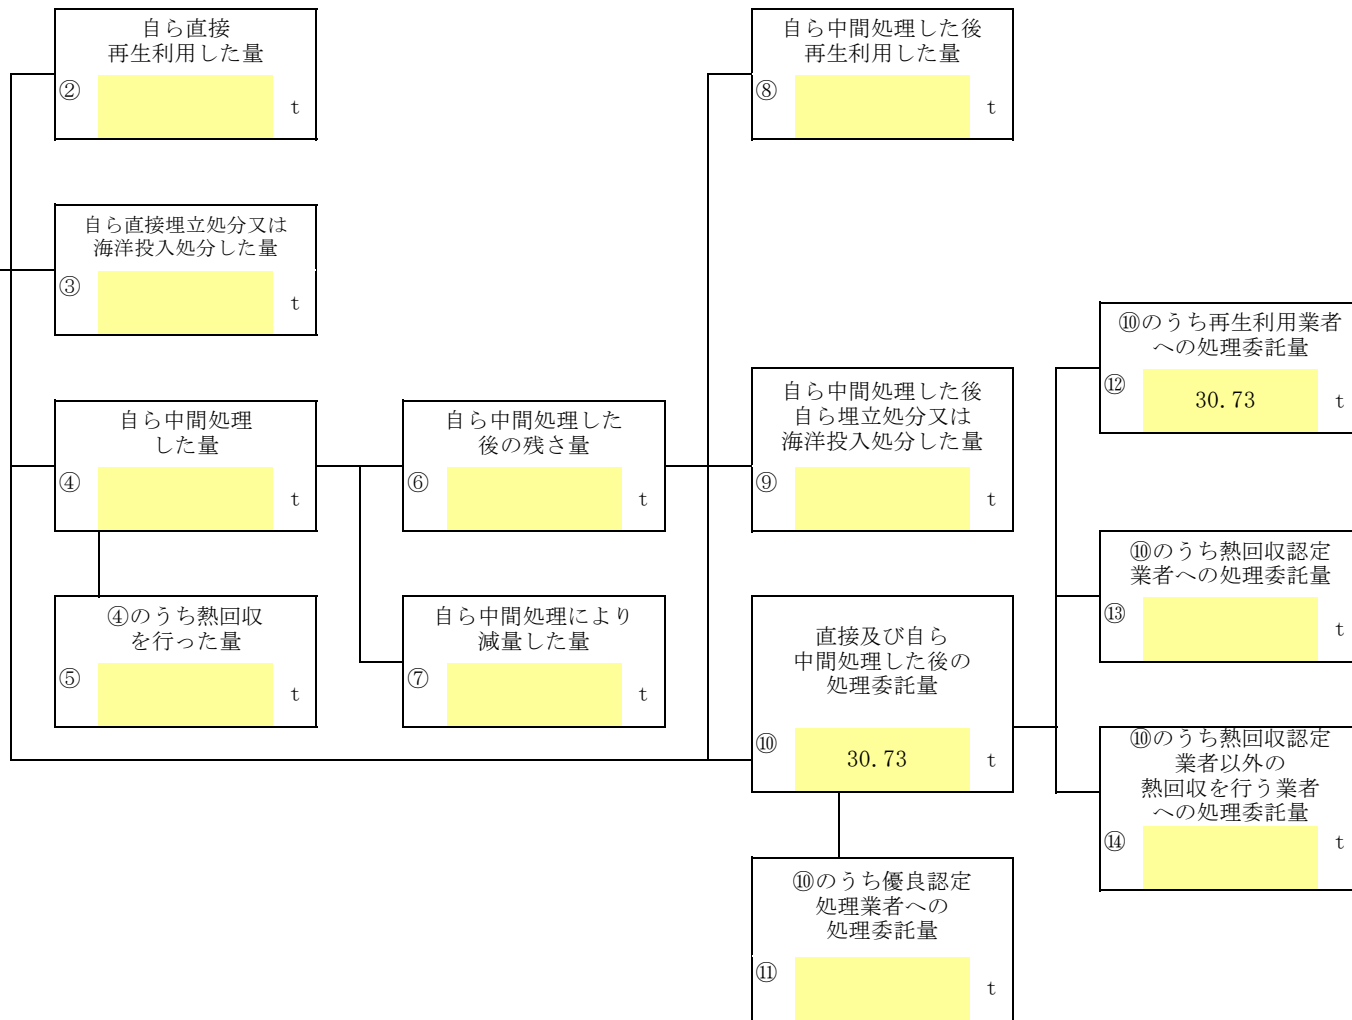 自ら直接
再生利用した量
②
t
自ら直接埋立処分又は
海洋投入処分した量
③
t
自ら中間処理
した量
④
t
④のうち熱回収
を行った量
⑤
t
自ら中間処理した
後の残さ量
⑥
t
自ら中間処理により
減量した量
⑦
t
自ら中間処理した後
再生利用した量
⑧
t
自ら中間処理した後
自ら埋立処分又は
海洋投入処分した量
⑨
t
直接及び自ら
中間処理した後の
処理委託量
⑩ 30.73 t
⑩のうち優良認定
処理業者への
処理委託量
⑪
t
⑩のうち再生利用業者
への処理委託量
⑫ 30.73 t
⑩のうち熱回収認定
業者への処理委託量
⑬
t
⑩のうち熱回収認定
業者以外の
熱回収を行う業者
への処理委託量
⑭
t